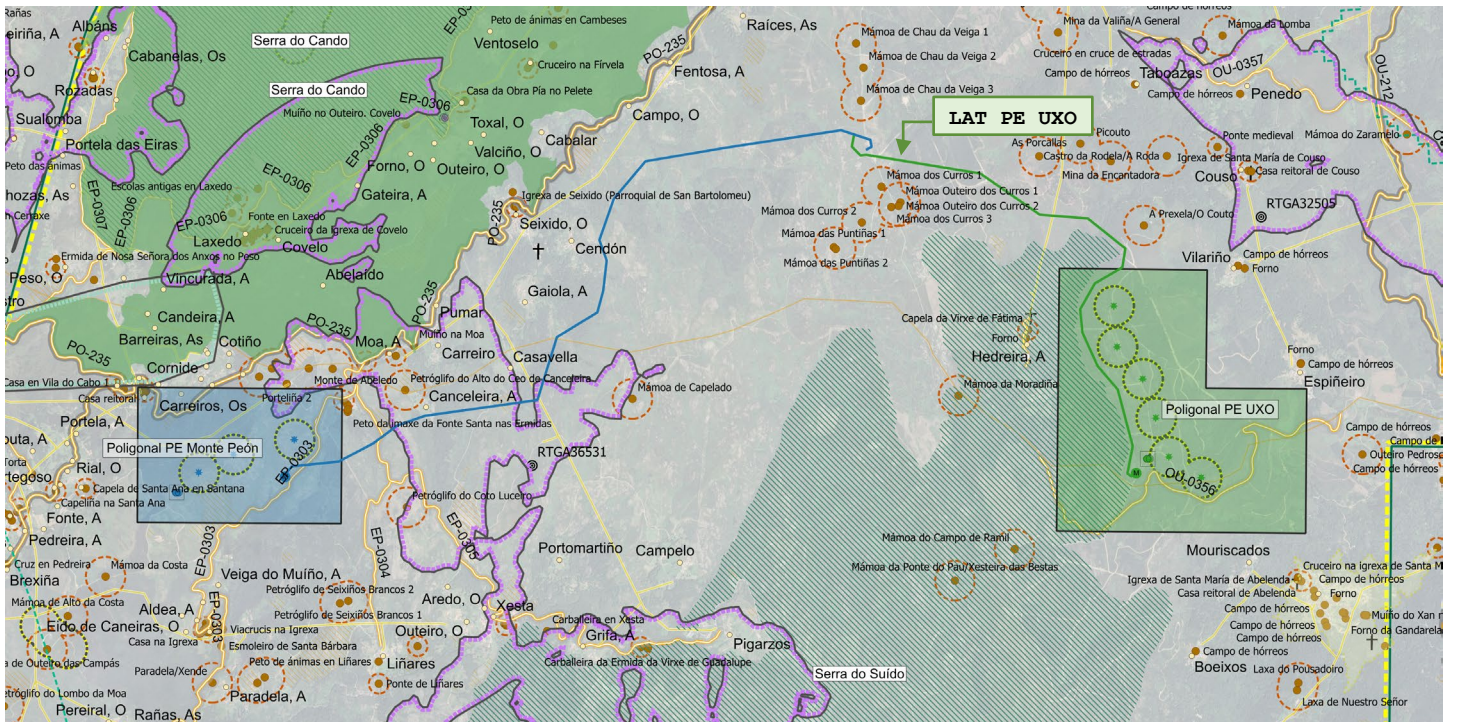 Rañas
Albáns
Cabanelas, Os
Rozadas
Sualomba
Portela das Eiras
Peto das ánimas
EP-0307
EP-0306
Serra do Cando
Serra do Cando
Peto de ánimas en Cambeses
Ventoselo
Cruceiro na Fírvela
EP-0306
Casa da Obra Pía no Pelete
Muíño no Outeiro. Covelo
Toxal, O
Valciño, O
Cabalar
EP-0306
Forno, O
Outeiro, O
Escolas antigas en Laxedo
EP-0306
Gateira, A
EP-0306
Fonte en Laxedo
Cruceiro da Igrexa de Covelo
Laxedo
Covelo
Ermida de Nosa Señora dos Anxos no Peso
Peso, O
Vincurada, A
Abelaído
Candeira, A
Barreiras, As
Cotiño
Cornide
PO-235
PO-235
PO-235
PO-235
PO-235
Raíces, As
Fentosa, A
Campo, O
Igrexa de Seixido (Parroquial de San Bartolomeu)
Seixido, O
Cendón
Gaiola, A
Pumar
Moa, A
Muíño na Moa
Carreiro
Casavella
Petróglifo do Alto do Ceo de Canceleira
Canceleira, A
Mámoa de Capelado
Monte de Abeledo
Porteliña 2
Peto da imaxe da Fonte Santa nas Ermidas
Casa en Vila do Cabo 1
Casa reitoral
Carreiros, Os
Portela, A
Poligonal PE Monte Peón
EP-0303
RTGA36531
Rial, O
Capela de Santa Ana en Santana
Capeliña na Santa Ana
Fonte, A
Pedreira, A
Petróglifo do Coto Luceiro
EP-0303
EP-0304
EP-0305
Cruz en Pedreira
Mámoa da Costa
Brexiña
Mámoa de Alto da Costa
Eido de Caneiras, O
Aldea, A
Veiga do Muíño, A
Petróglifo de Seixiños Brancos 2
Petróglifo de Seixiños Brancos 1
EP-0303
Viacrucis na Igrexa
Casa na Igrexa
Esmoleiro de Santa Bárbara
Peto de ánimas en Liñares
Liñares
Ponte de Liñares
Paradela/Xende
Paradela, A
Pereiral, O
Rañas, As
Aredo, O
Outeiro, O
Xesta
Portomartiño
Campelo
Carballeira en Xesta
Grifa, A
Pigarzos
Carballeira da Ermida da Virxe de Guadalupe
Serra do Suído
Mámoa de Chau da Veiga 1
Mámoa de Chau da Veiga 2
Mámoa de Chau da Veiga 3
LAT PE UXO
Mina da Valiña/A General
Campo de hórreos
Mámoa da Lomba
Cruceiro en cruce de estradas
Campo de hórreos
Taboazas
OU-0357
OU-212
Campo de hórreos
Penedo
Picouto
As Porcallas
Castro da Rodela/A Roda
Mina da Encantadora
Ponte medieval
Mámoa do Zaramelo
Igrexa de Santa María de Couso
Casa reitoral de Couso
Couso
RTGA32505
A Prexela/O Couto
Vilariño
Campo de hórreos
Forno
Mámoa dos Curros 1
Mámoa Outeiro dos Curros 1
Mámoa Outeiro dos Curros 2
Mámoa dos Curros 3
Mámoa dos Curros 2
Mámoa das Puntiñas 1
Mámoa das Puntiñas 2
Capela da Virxe de Fátima
Forno
Hedreira, A
Mámoa da Moradiña
Poligonal PE UXO
OU-0356
Forno
Campo de hórreos
Espiñeiro
Campo de hórreos
Campo de hórreos
Mámoa do Campo de Ramil
Mámoa da Ponte do Pau/Xesteira das Bestas
Mouriscados
Igrexa de Santa María de Abelenda
Casa reitoral de Abelenda
Campo de hórreos
Forno
Campo de hórreos
Campo de hórreos
Campo de hórreos
Forno da Gandarela
Campo de hórreos
Boeixos
Laxa do Pousadoiro
Laxa de Nuestro Señor